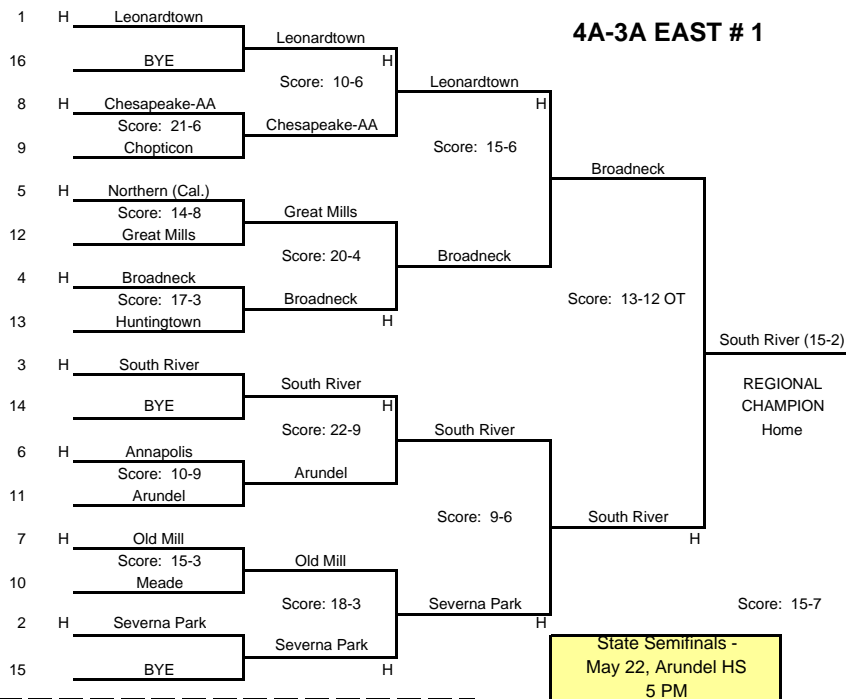 4A-3A EAST # 1
1 H Leonardtown
Leonardtown
16 BYE
H
Score: 10-6
Leonardtown
8 H Chesapeake-AA
H
Score: 21-6
Chesapeake-AA
9 Chopticon
Score: 15-6
Broadneck
5 H Northern (Cal.)
Score: 14-8
Great Mills
12 Great Mills
Score: 20-4
Broadneck
4 H Broadneck
Score: 17-3
Broadneck
Score: 13-12 OT
13 Huntingtown
H
South River (15-2)
3 H South River
South River
REGIONAL
CHAMPION
Home
14 BYE
H
Score: 22-9
South River
6 H Annapolis
Score: 10-9
Arundel
11 Arundel
Score: 9-6
South River
7 H Old Mill
H
Score: 15-3
Old Mill
10 Meade
Score: 18-3
Severna Park
Score: 15-7
2 H Severna Park
H
Severna Park
15 BYE
H
State Semifinals -
May 22, Arundel HS
5 PM